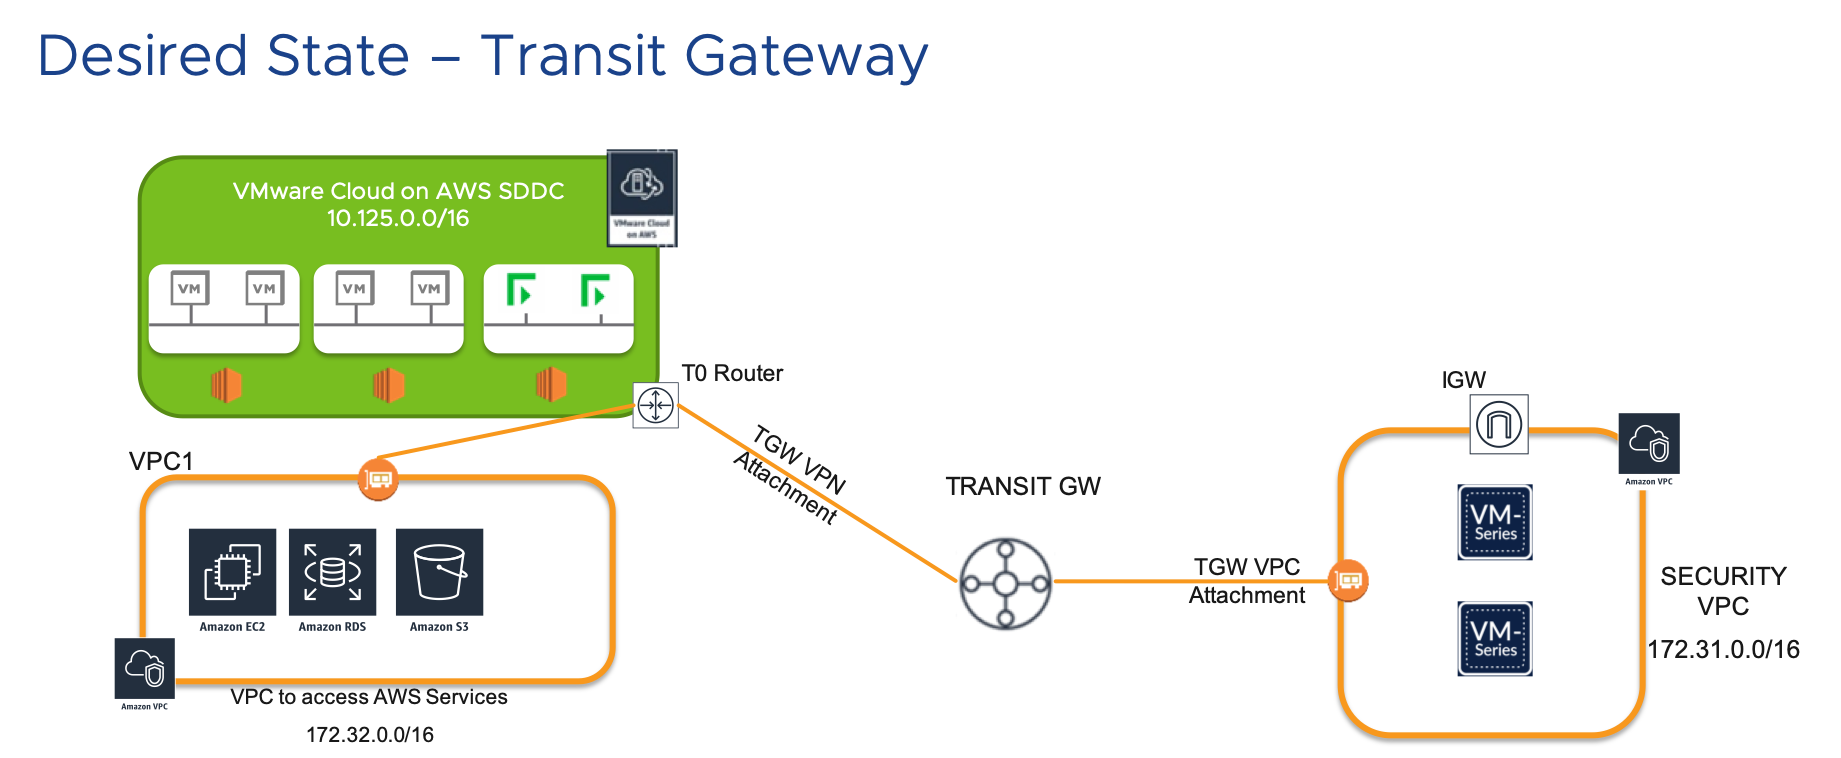 Desired State – Transit Gateway
VMware Cloud on AWS SDDC
10.125.0.0/16
VMware Cloud
on AWS
VM
VM
VM
VM
T0 Router
VPC1
TGW VPN
Attachment
TRANSIT GW
TGW VPC
Attachment
IGW
Amazon VPC
VM-
Series
VM-
Series
SECURITY
VPC
172.31.0.0/16
Amazon EC2
Amazon RDS
Amazon S3
Amazon VPC
VPC to access AWS Services
172.32.0.0/16